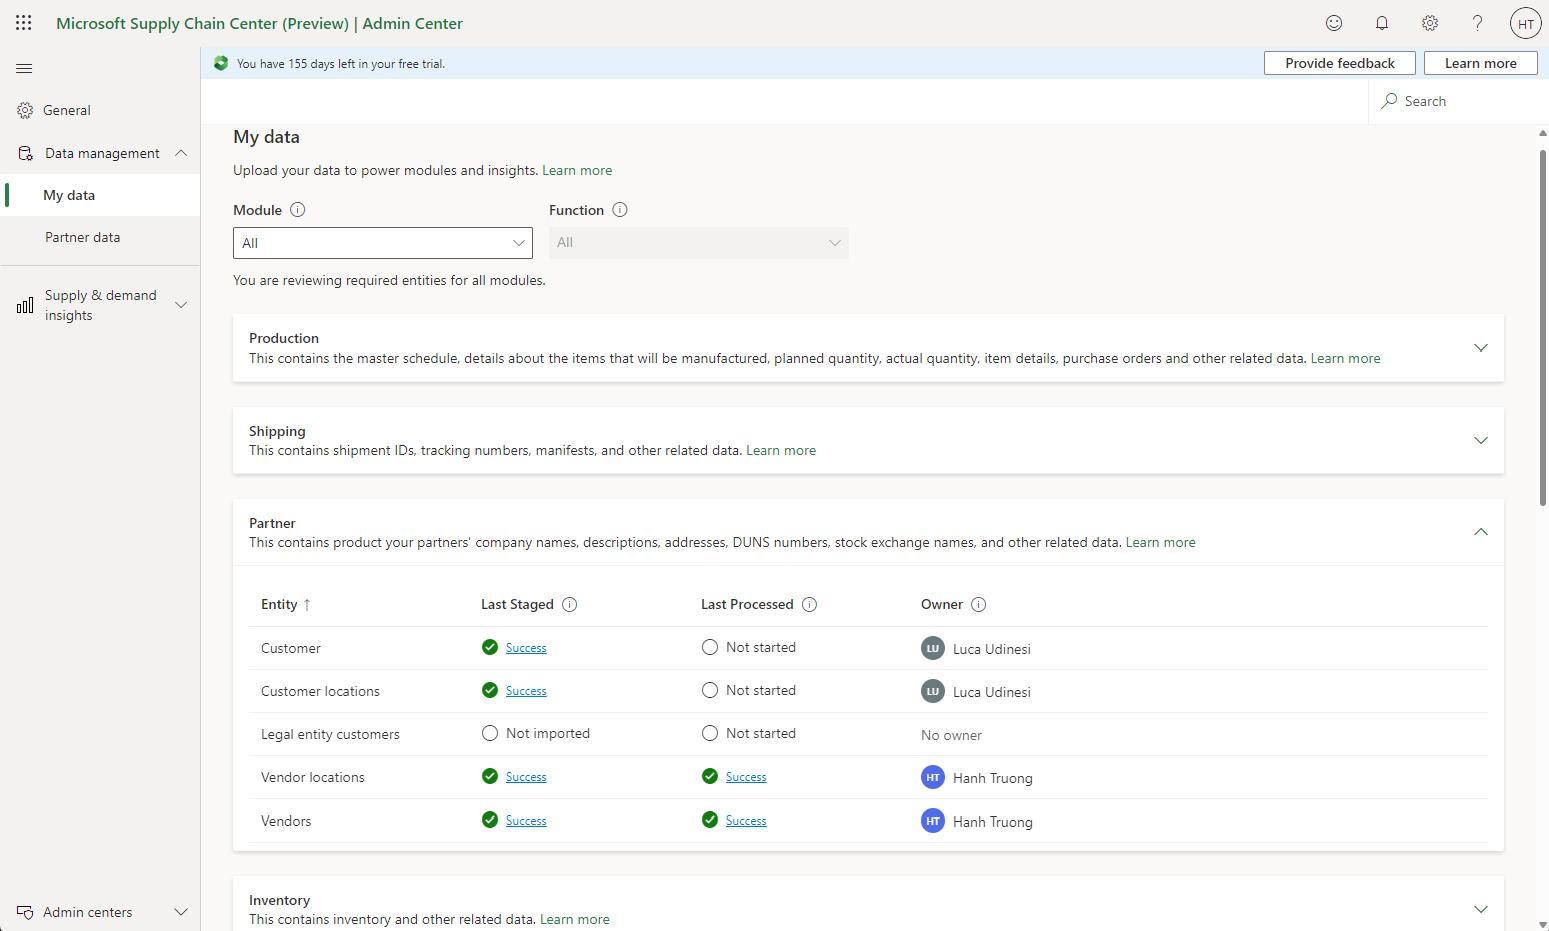 Microsoft Supply Chain Center (Preview) | Admin Center
HT
You have 155 days left in your free trial.
Provide feedback
Learn more
General
Data management
My data
Partner data
Supply & demand
insights
Admin centers
Search
My data
Upload your data to power modules and insights. Learn more
Module
Function
All
All
You are reviewing required entities for all modules.
Production
This contains the master schedule, details about the items that will be manufactured, planned quantity, actual quantity, item details, purchase orders and other related data. Learn more
Shipping
This contains shipment IDs, tracking numbers, manifests, and other related data. Learn more
Partner
This contains product your partners' company names, descriptions, addresses, DUNS numbers, stock exchange names, and other related data. Learn more
Entity ↑ Last Staged Last Processed Owner
Customer Success Not started LU Luca Udinesi
Customer locations Success Not started LU Luca Udinesi
Legal entity customers Not imported Not started No owner
Vendor locations Success Success HT Hanh Truong
Vendors Success Success HT Hanh Truong
Inventory
This contains inventory and other related data. Learn more